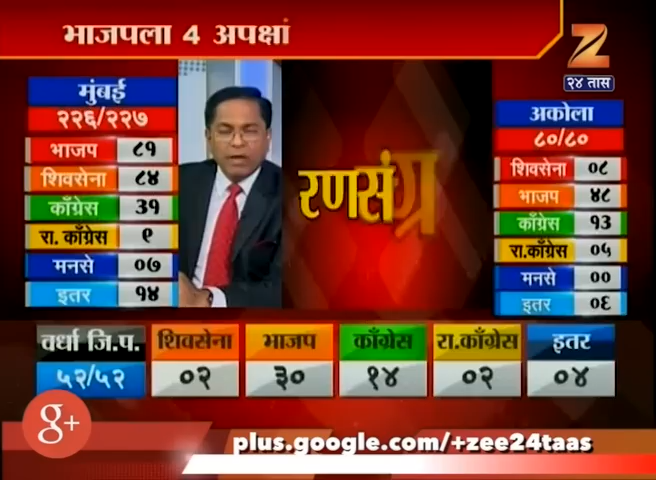 भाजपला 4 अपक्षां
२४ तास
मुंबई
२२६/२२७
भाजप ८१
शिवसेना ८४
काँग्रेस ३१
रा. काँग्रेस ९
मनसे ०७
इतर १४
रणसंग्र
अकोला
८०/८०
शिवसेना ०८
भाजप ४८
काँग्रेस १३
रा.काँग्रेस ०५
मनसे ००
इतर ०६
वर्धा जि.प. शिवसेना भाजप काँग्रेस रा.काँग्रेस इतर
५२/५२ ०२ ३० १४ ०२ ०४
g+
plus.google.com/+zee24taas